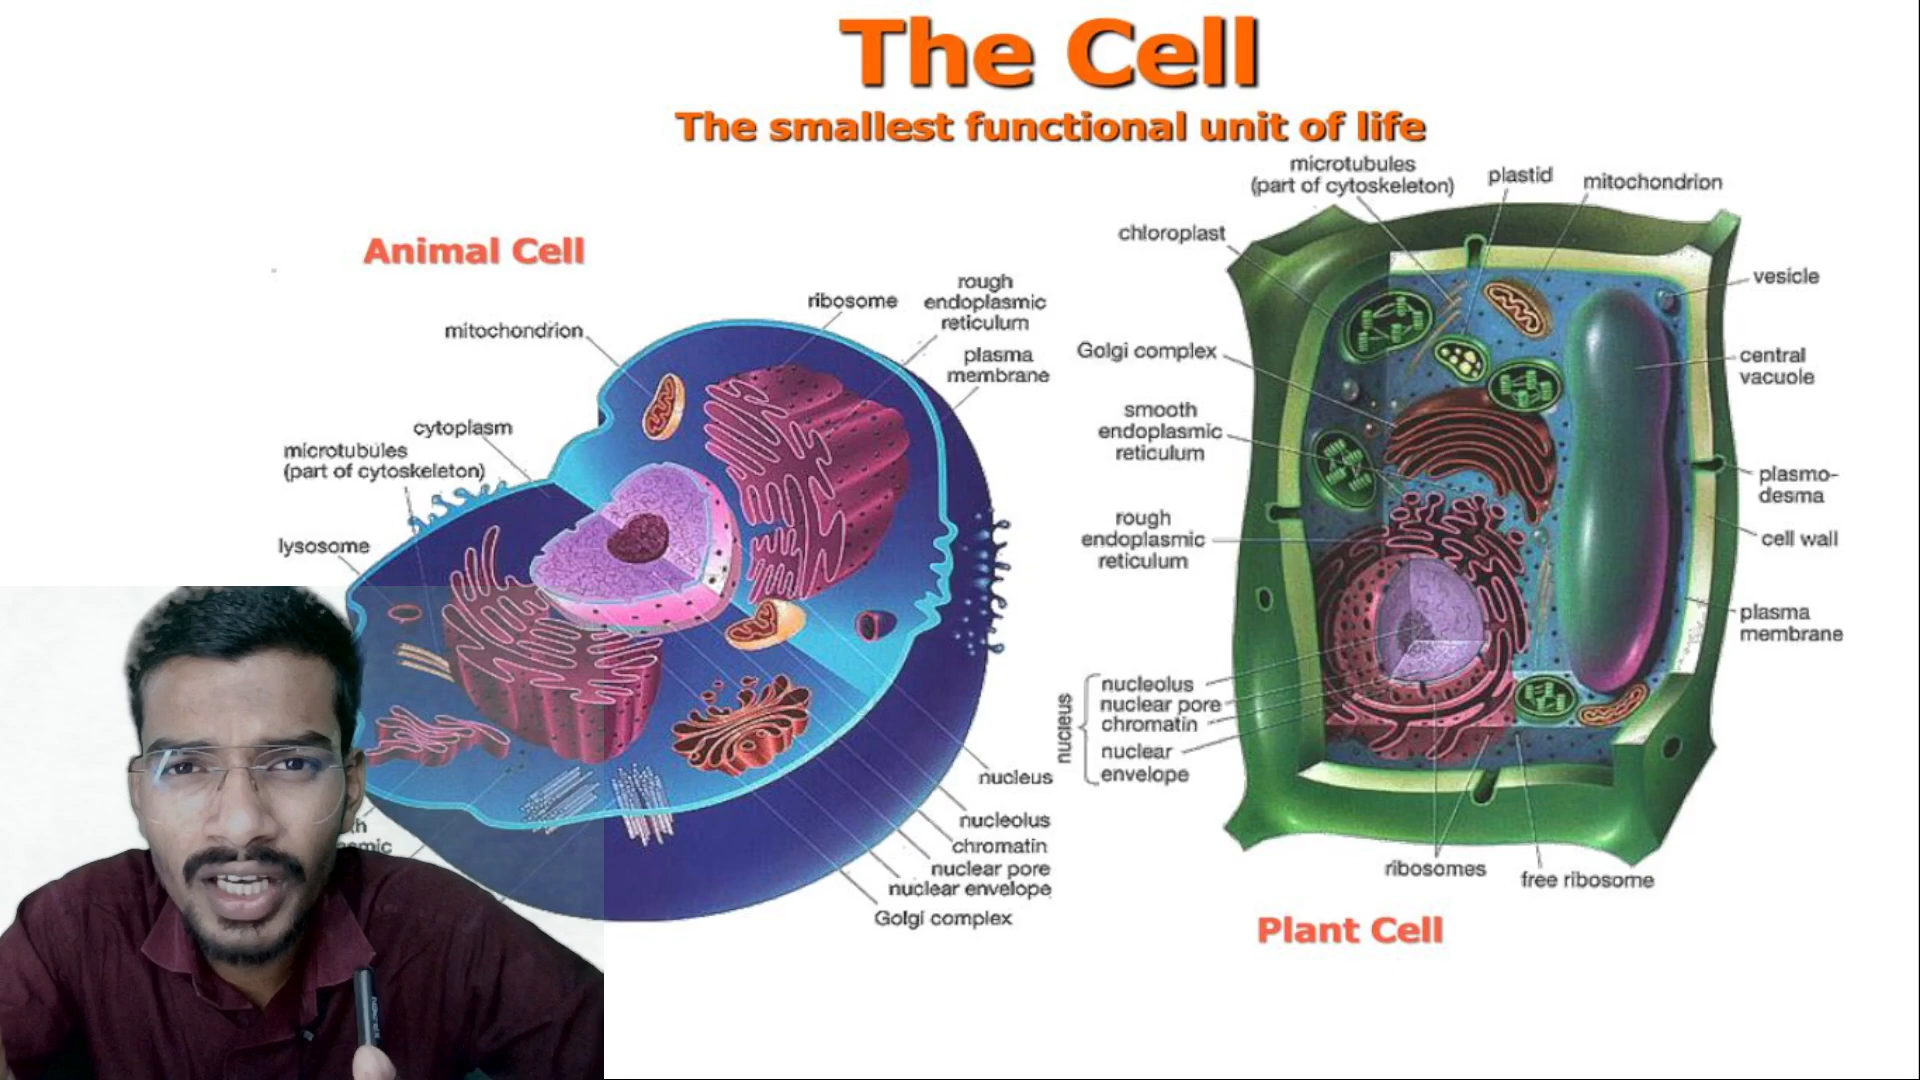 The Cell
The smallest functional unit of life
Animal Cell
mitochondrion
ribosome
rough
endoplasmic
reticulum
plasma
membrane
cytoplasm
microtubules
(part of cytoskeleton)
lysosome
nucleus
nucleolus
chromatin
nuclear pore
nuclear envelope
Golgi complex
microtubules
(part of cytoskeleton)
plastid
mitochondrion
chloroplast
vesicle
Golgi complex
central
vacuole
smooth
endoplasmic
reticulum
plasmo-
desma
rough
endoplasmic
reticulum
cell wall
plasma
membrane
nucleus
nucleolus
nuclear pore
chromatin
nuclear
envelope
ribosomes
free ribosome
Plant Cell